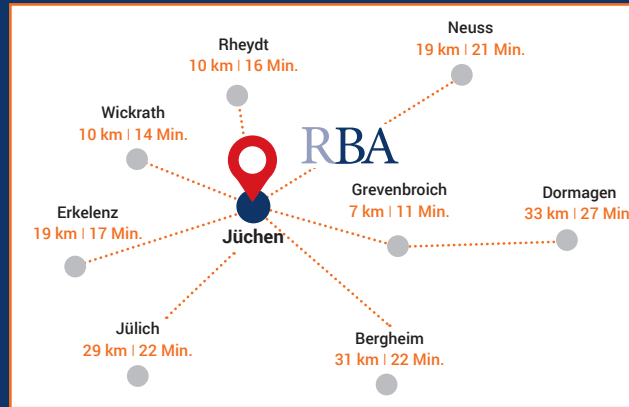 Neuss
19 km | 21 Min.
Rheydt
10 km | 16 Min.
Wickrath
10 km | 14 Min.
RBA
Grevenbroich
7 km | 11 Min.
Dormagen
33 km | 27 Min.
Erkelenz
19 km | 17 Min.
Jüchen
Jülich
29 km | 22 Min.
Bergheim
31 km | 22 Min.